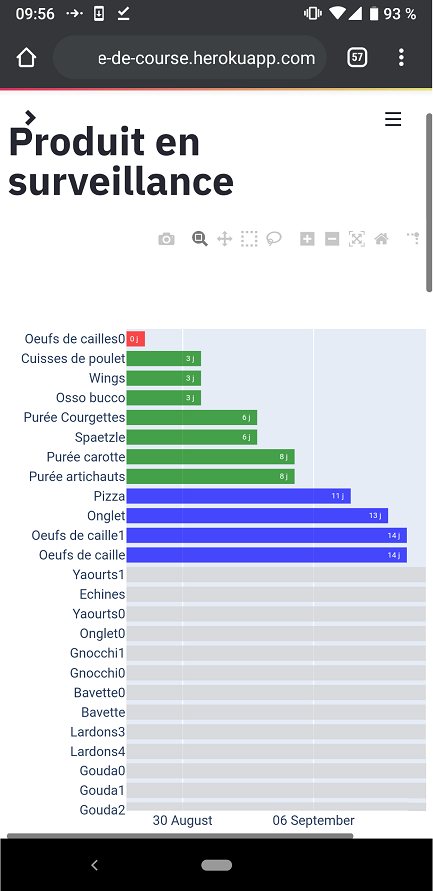 09:56
93 %
e-de-course.herokuapp.com
57
Produit en
surveillance
Oeufs de cailles0 0 j
Cuisses de poulet 3 j
Wings 3 j
Osso bucco 3 j
Purée Courgettes 6 j
Spaetzle 6 j
Purée carotte 8 j
Purée artichauts 8 j
Pizza 11 j
Onglet 13 j
Oeufs de caille1 14 j
Oeufs de caille 14 j
Yaourts1
Echines
Yaourts0
Onglet0
Gnocchi1
Gnocchi0
Bavette0
Bavette
Lardons3
Lardons4
Gouda0
Gouda1
Gouda2
30 August 06 September